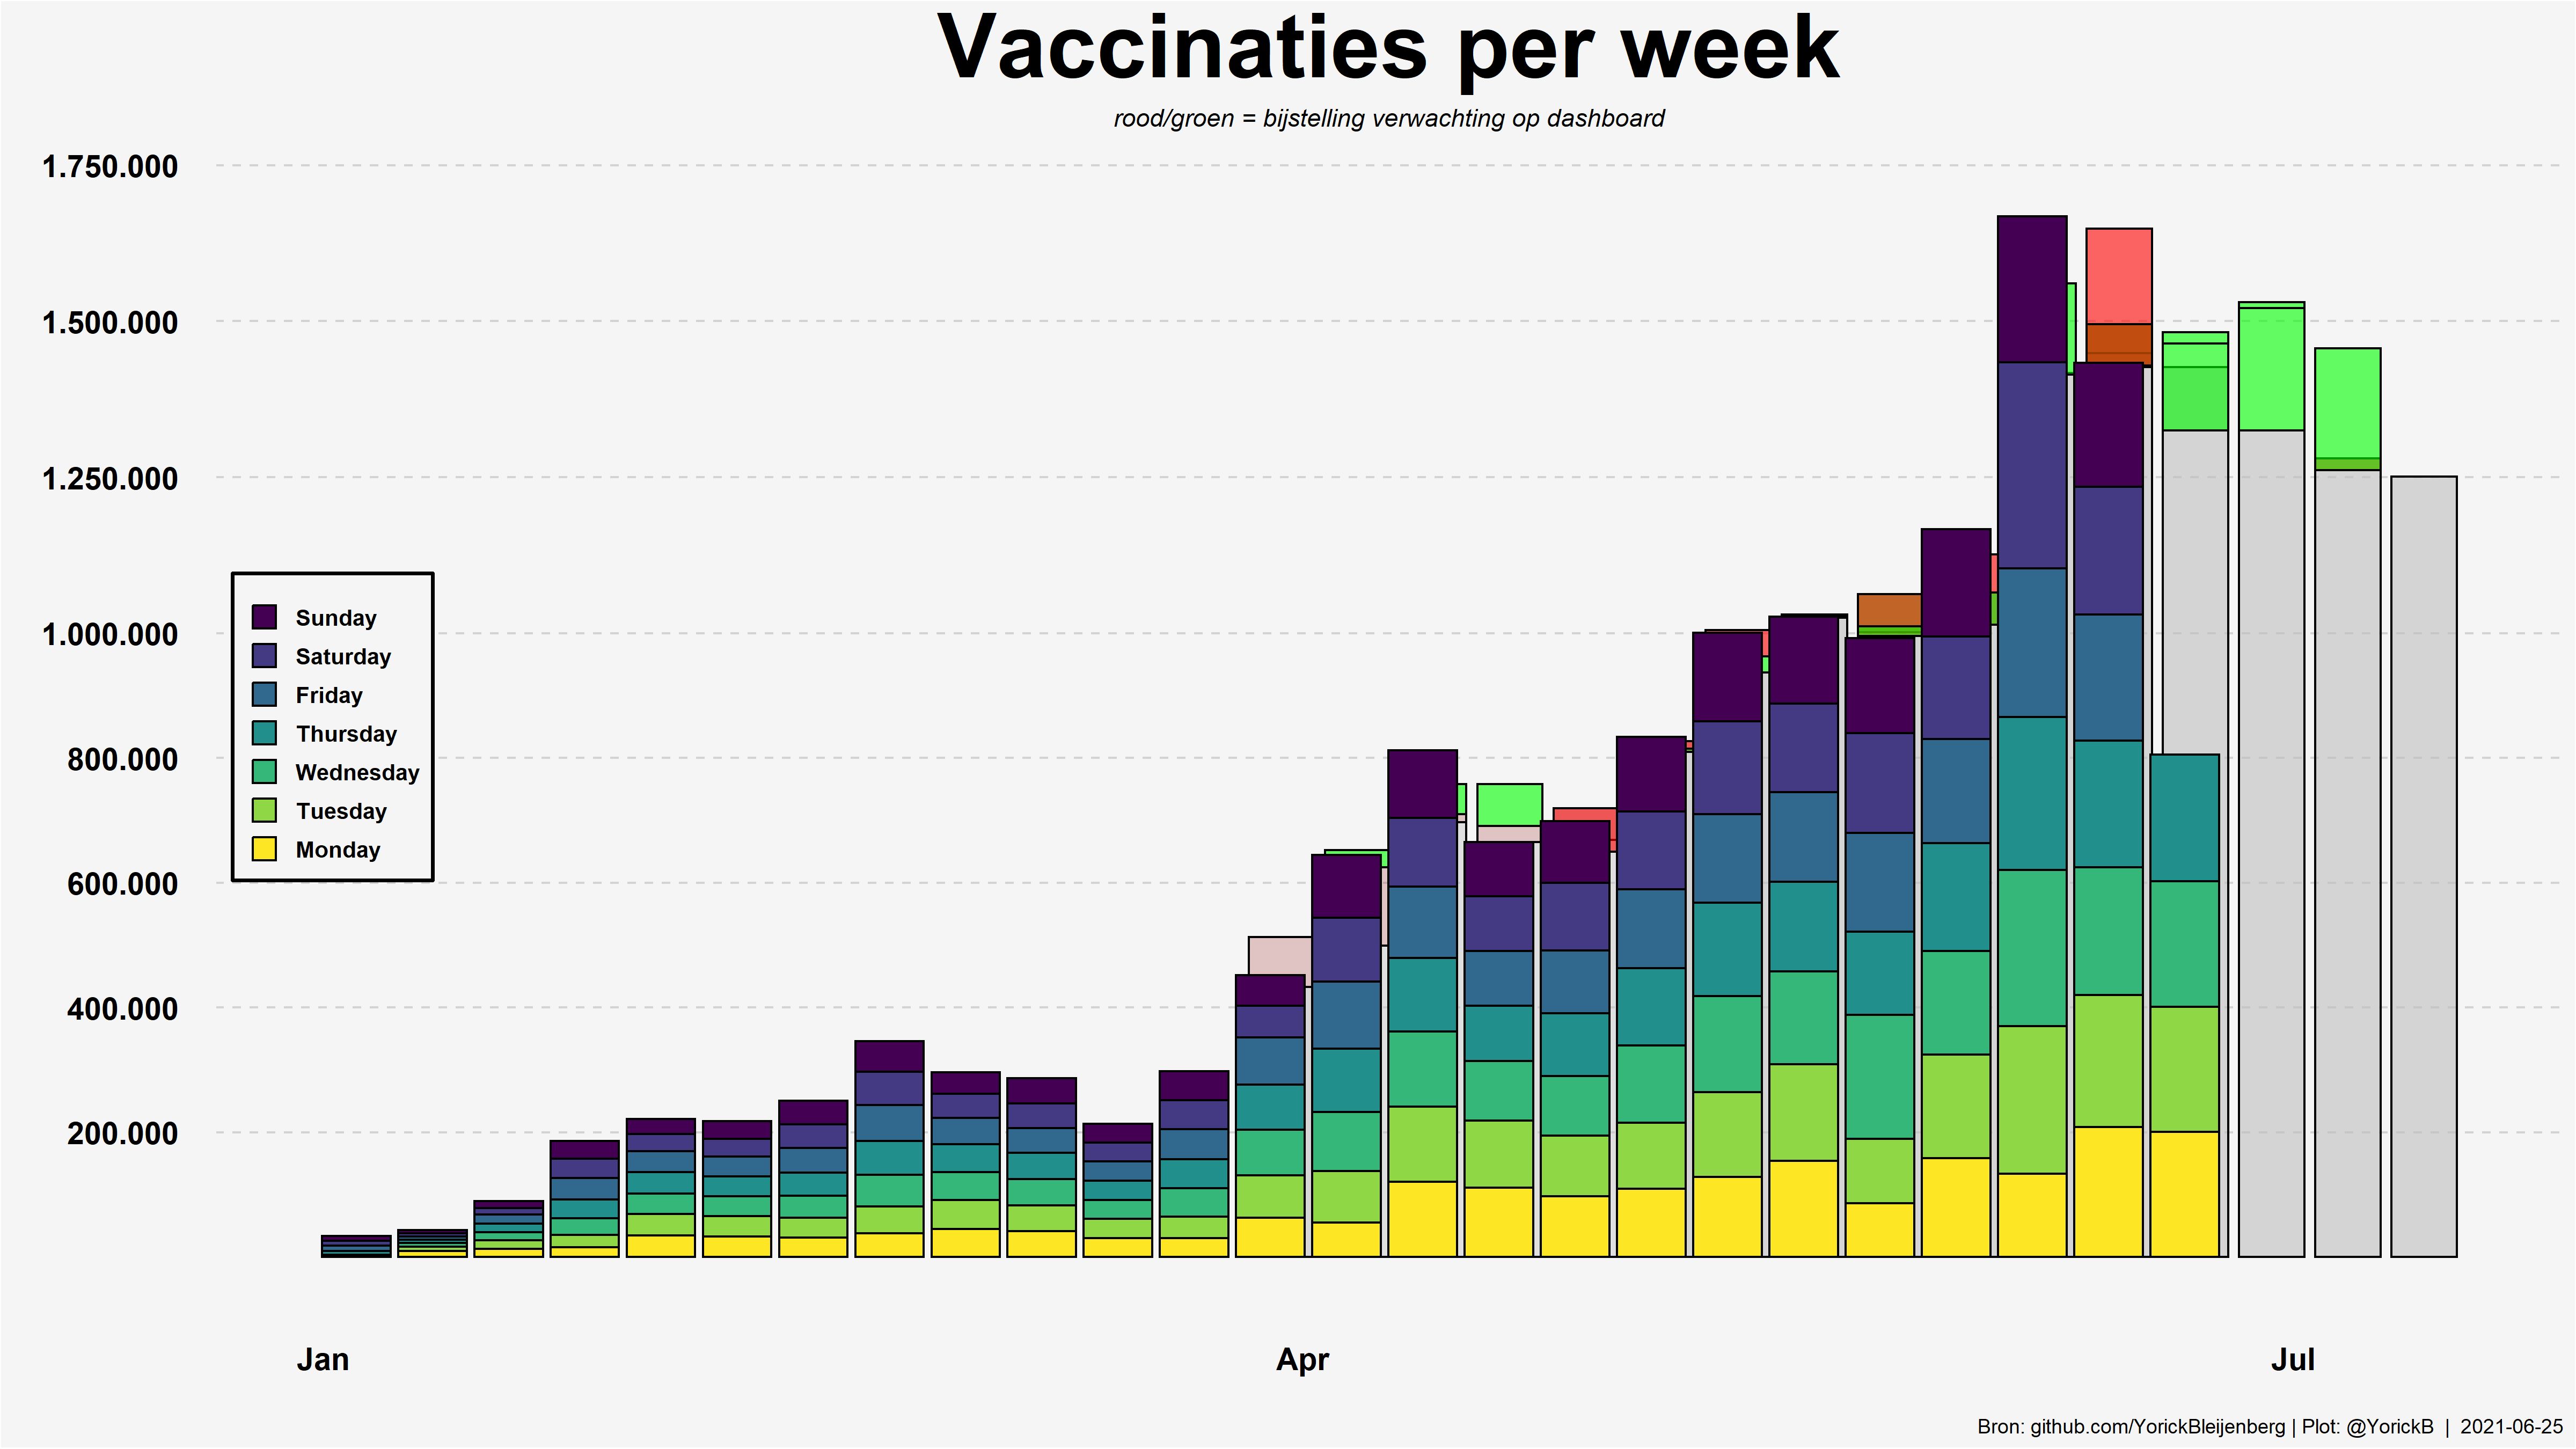 Vaccinaties per week
rood/groen = bijstelling verwachting op dashboard
1.750.000
1.500.000
1.250.000
1.000.000
800.000
600.000
400.000
200.000
Sunday
Saturday
Friday
Thursday
Wednesday
Tuesday
Monday
Jan
Apr
Jul
Bron: github.com/YorickBleijenberg | Plot: @YorickB | 2021-06-25